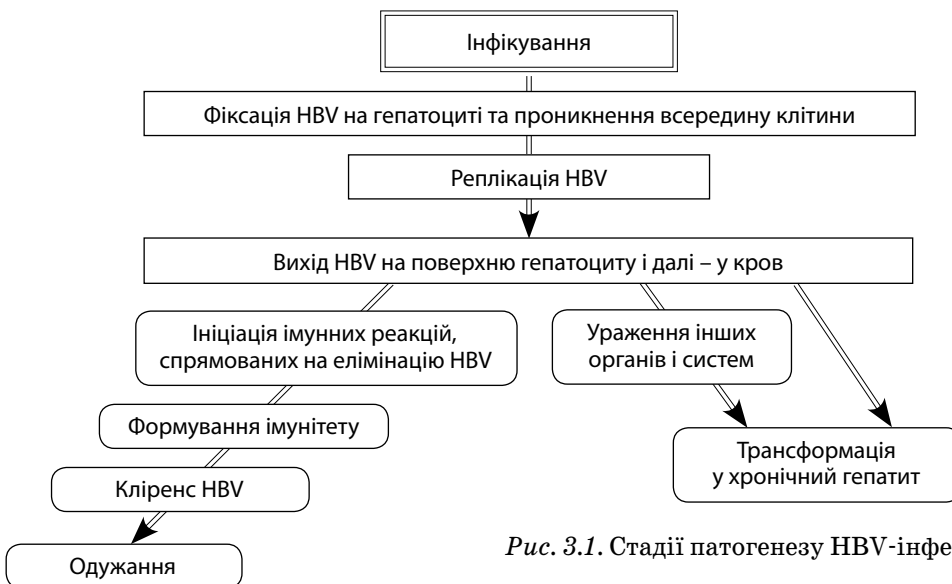 Інфікування
Фіксація HBV на гепатоциті та проникнення всередину клітини
Реплікація HBV
Вихід HBV на поверхню гепатоциту і далі – у кров
Ініціація імунних реакцій,
спрямованих на елімінацію HBV
Ураження інших
органів і систем
Формування імунітету
Трансформація
у хронічний гепатит
Кліренс HBV
Одужання
Рис. 3.1. Стадії патогенезу HBV-інфе